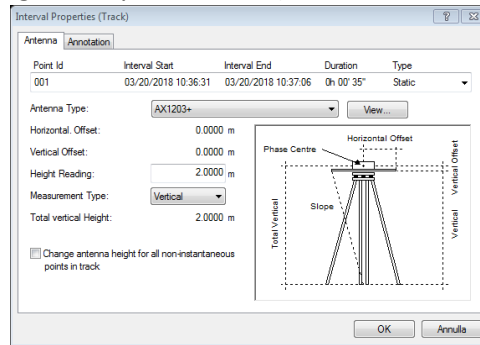 Interval Properties (Track)
Antenna Annotation
Point Id Interval Start Interval End Duration Type
001 03/20/2018 10:36:31 03/20/2018 10:37:06 0h 00' 35" Static
Antenna Type: AX1203+ View...
Horizontal. Offset: 0.0000 m
Vertical Offset: 0.0000 m
Height Reading: 2.0000 m
Measurement Type: Vertical
Total vertical Height: 2.0000 m
Change antenna height for all non-instantaneous
points in track
Horizontal Offset
Phase Centre
Vertical Offset
Slope
Total Vertical
Vertical
OK Annulla